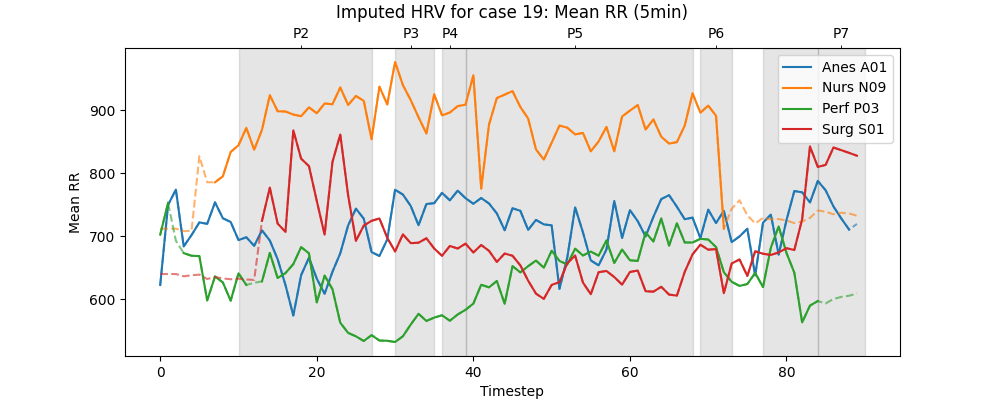 Imputed HRV for case 19: Mean RR (5min)
P2 P3 P4 P5 P6 P7
Anes A01
Nurs N09
Perf P03
Surg S01
900
800
700
600
Mean RR
0 20 40 60 80
Timestep